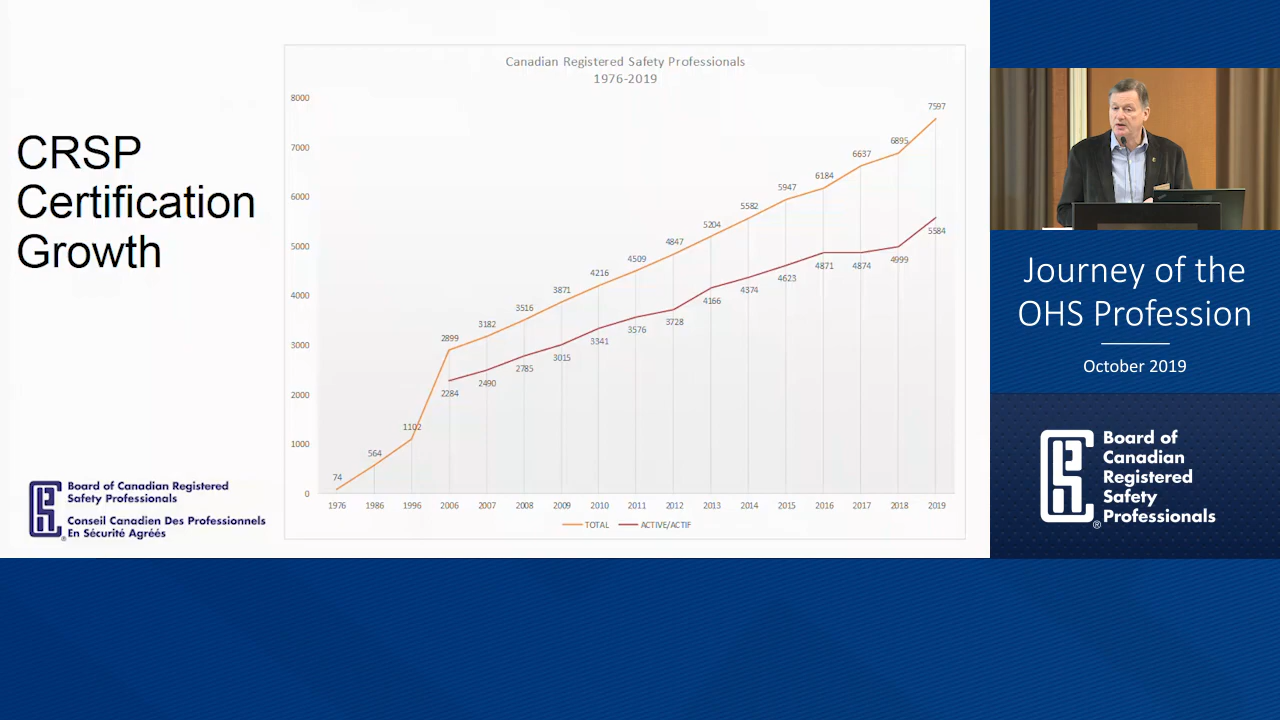 CRSP
Certification
Growth
Canadian Registered Safety Professionals
1976-2019
8000
7000
6000
5000
4000
3000
2000
1000
0
74
564
1102
2899
3182
3516
3871
4216
4509
4847
5204
5582
5947
6184
6637
6895
7597
2284
2490
2785
3015
3341
3576
3728
4166
4374
4623
4871
4874
4999
5584
1976 1986 1996 2006 2007 2008 2009 2010 2011 2012 2013 2014 2015 2016 2017 2018 2019
TOTAL ACTIVE/ACTIF
Board of Canadian Registered
Safety Professionals
Conseil Canadien Des Professionnels
® En Sécurité Agréés
Journey of the
OHS Profession
October 2019
Board of
Canadian
Registered
Safety
® Professionals